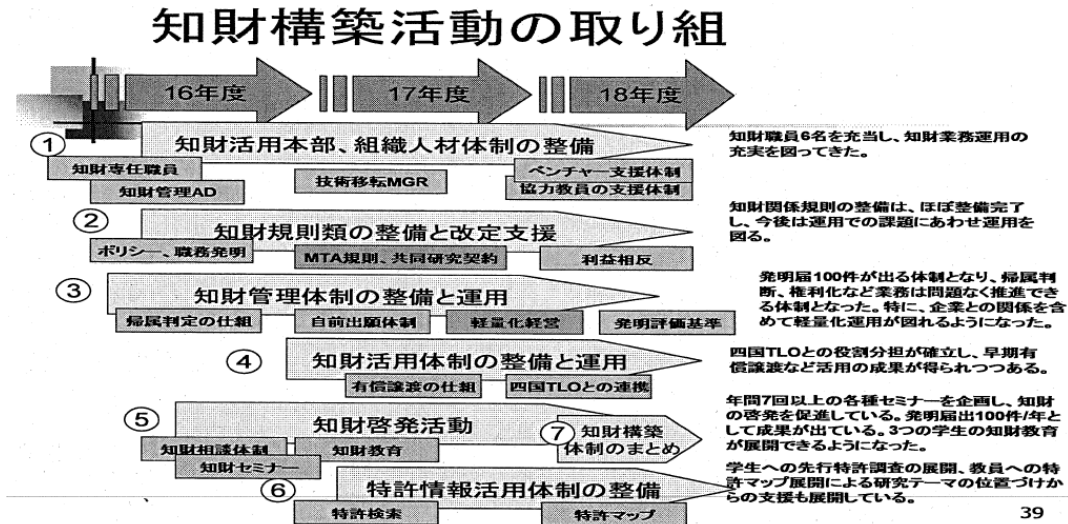 知財構築活動の取り組
16年度
17年度
18年度
①
知財活用本部、組織人材体制の整備
知財専任職員
知財管理AD
技術移転MGR
ベンチャー支援体制
協力教員の支援体制
知財職員6名を充当し、知財業務運用の
充実を図ってきた。
②
知財規則類の整備と改定支援
ポリシー、職務発明
MTA規則、共同研究契約
利益相反
知財関係規則の整備は、ほぼ整備完了
し、今後は運用での課題にあわせ運用を
図る。
③
知財管理体制の整備と運用
帰属判定の仕組
自前出願体制
軽量化経営
発明評価基準
発明届100件が出る体制となり、帰属判
断、権利化など業務は問題なく推進でき
る体制となった。特に、企業との関係を含
めて軽量化運用が図れるようになった。
④
知財活用体制の整備と運用
有償譲渡の仕組
四国TLOとの連携
四国TLOとの役割分担が確立し、早期有
償譲渡など活用の成果が得られつつある。
⑤
知財啓発活動
知財相談体制
知財セミナー
知財教育
⑦
知財構築
体制のまとめ
年間7回以上の各種セミナーを企画し、知財
の啓発を促進している。発明届出100件/年と
して成果が出ている。3つの学生の知財教育
が展開できるようになった。
⑥
特許情報活用体制の整備
特許検索
特許マップ
学生への先行特許調査の展開、教員への特
許マップ展開による研究テーマの位置づけか
らの支援も展開している。
39